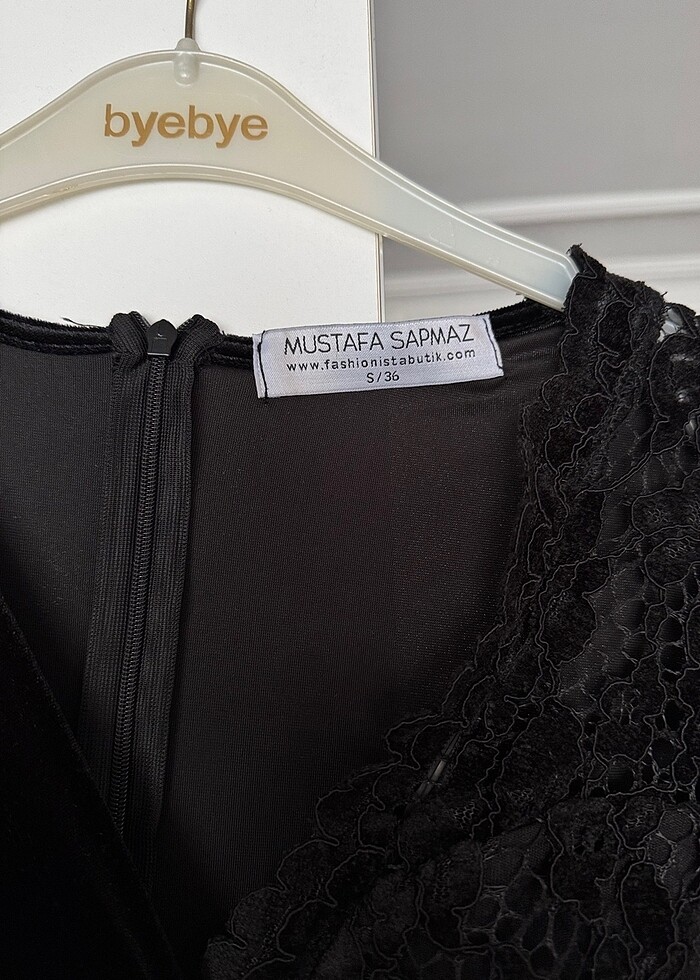 byebye
MUSTAFA SAPMAZ
www.fashionistabutik.com
S/36